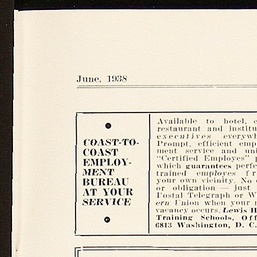 June, 1938
COAST-TO-
COAST
EMPLOY-
MENT
BUREAU
AT YOUR
SERVICE
Available to hotel, c
restaurant and institu
executives everywh
Prompt, efficient emp
ment service and uni
"Certified Employes" p
which guarantees perfe
trained employes fr
your own vicinity. No c
or obligation — just
Postal Telegraph or W
ern Union when your n
vacancy occurs. Lewis H
Training Schools, Off
6813 Washington, D. C.